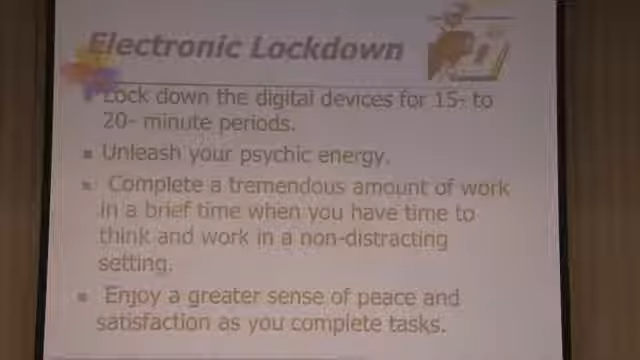 Electronic Lockdown
Lock down the digital devices for 15- to
20- minute periods.
Unleash your psychic energy.
Complete a tremendous amount of work
in a brief time when you have time to
think and work in a non-distracting
setting.
Enjoy a greater sense of peace and
satisfaction as you complete tasks.